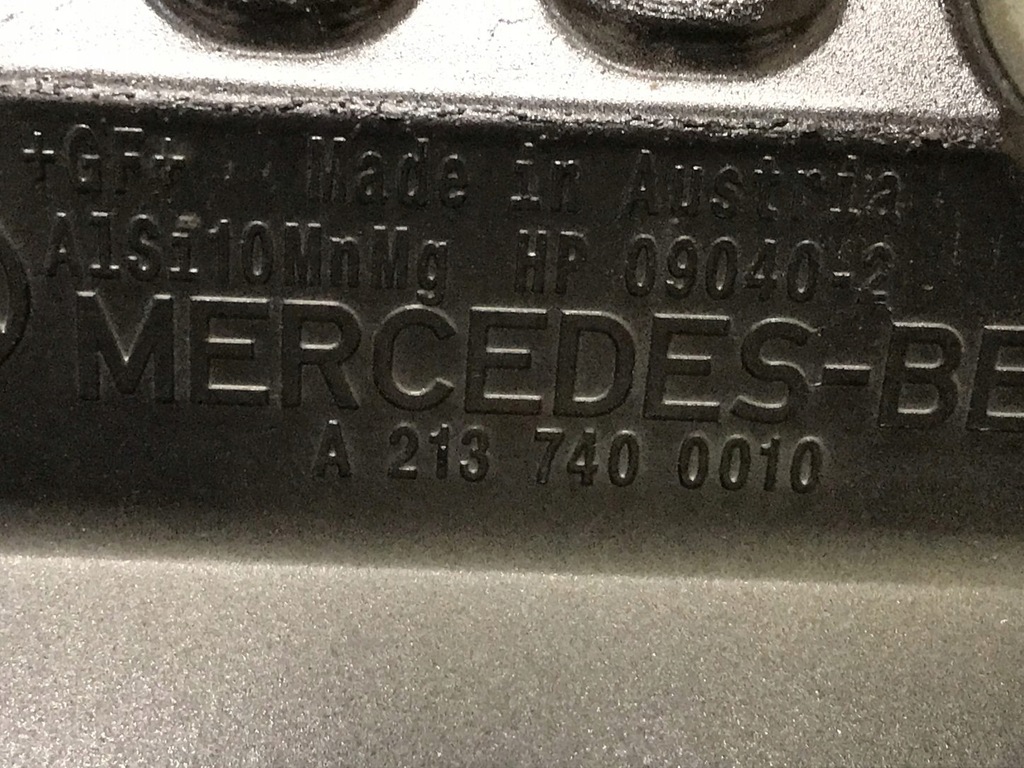 +GF+ Made in Austria
AlSi10MnMg HP 09040-2
MERCEDES-BE
A 213 740 0010